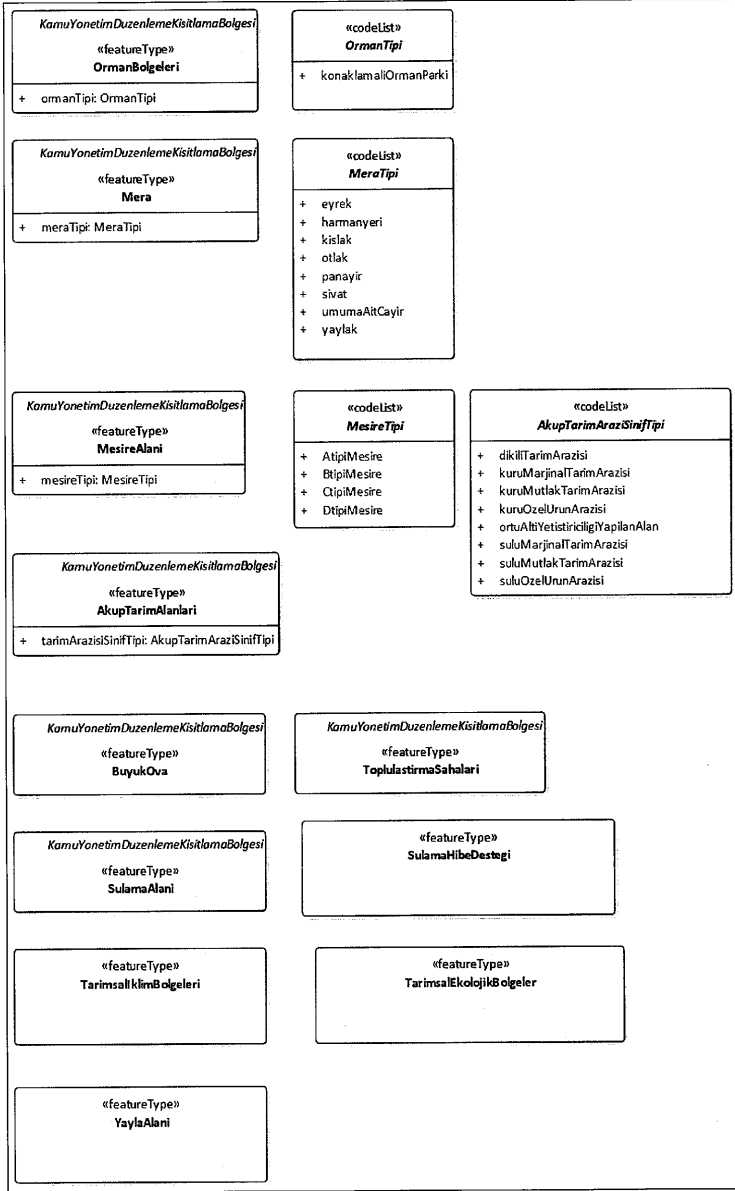 KamuYonetimDuzenlemeKisitlamaBolgesi
«featureType»
OrmanBolgeleri
+ ormanTipi: OrmanTipi
«codeList»
OrmanTipi
+ konaklamaliOrmanParki
KamuYonetimDuzenlemeKisitlamaBolgesi
«featureType»
Mera
+ meraTipi: MeraTipi
«codeList»
MeraTipi
+ eyrek
+ harmanyeri
+ kislak
+ otlak
+ panayir
+ sivat
+ umumaAitCayir
+ yaylak
KamuYonetimDuzenlemeKisitlamaBolgesi
«featureType»
MesireAlani
+ mesireTipi: MesireTipi
«codeList»
MesireTipi
+ AtipiMesire
+ BtipiMesire
+ CtipiMesire
+ DtipiMesire
«codeList»
AkupTarimAraziSinifTipi
+ dikiliTarimArazisi
+ kuruMarjinalTarimArazisi
+ kuruMutlakTarimArazisi
+ kuruOzelUrunArazisi
+ ortuAltiYetistiriciligiYapilanAlan
+ suluMarjinalTarimArazisi
+ suluMutlakTarimArazisi
+ suluOzelUrunArazisi
KamuYonetimDuzenlemeKisitlamaBolgesi
«featureType»
AkupTarimAlanlari
+ tarimArazisiSinifTipi: AkupTarimAraziSinifTipi
KamuYonetimDuzenlemeKisitlamaBolgesi
«featureType»
BuyukOva
KamuYonetimDuzenlemeKisitlamaBolgesi
«featureType»
ToplulastirmaSahalari
KamuYonetimDuzenlemeKisitlamaBolgesi
«featureType»
SulamaAlani
«featureType»
SulamaHibeDestegi
«featureType»
TarimsalIklimBolgeleri
«featureType»
TarimsalEkolojikBolgeler
«featureType»
YaylaAlani